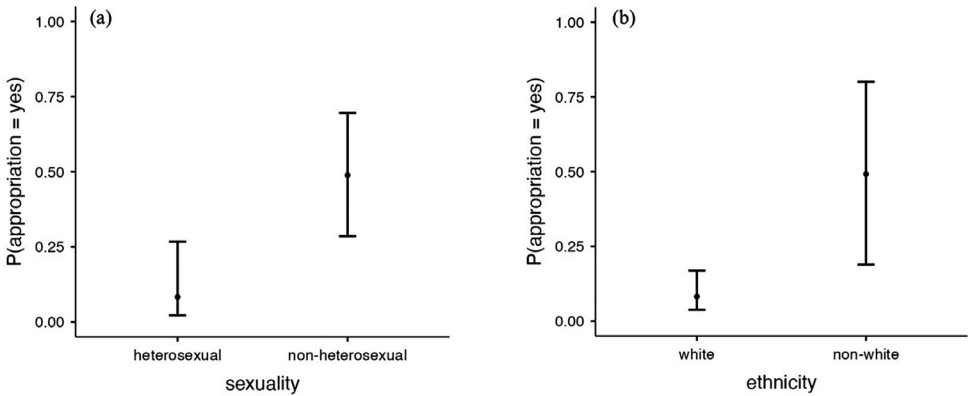 (a)
P(appropriation = yes)
1.00
0.75
0.50
0.25
0.00
heterosexual non-heterosexual
sexuality
(b)
P(appropriation = yes)
1.00
0.75
0.50
0.25
0.00
white non-white
ethnicity